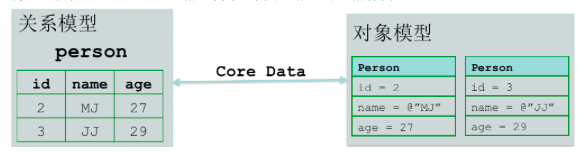 关系模型
person
id name age
2 MJ 27
3 JJ 29
Core Data
对象模型
Person
id = 2
name = @"MJ"
age = 27
Person
id = 3
name = @"JJ"
age = 29